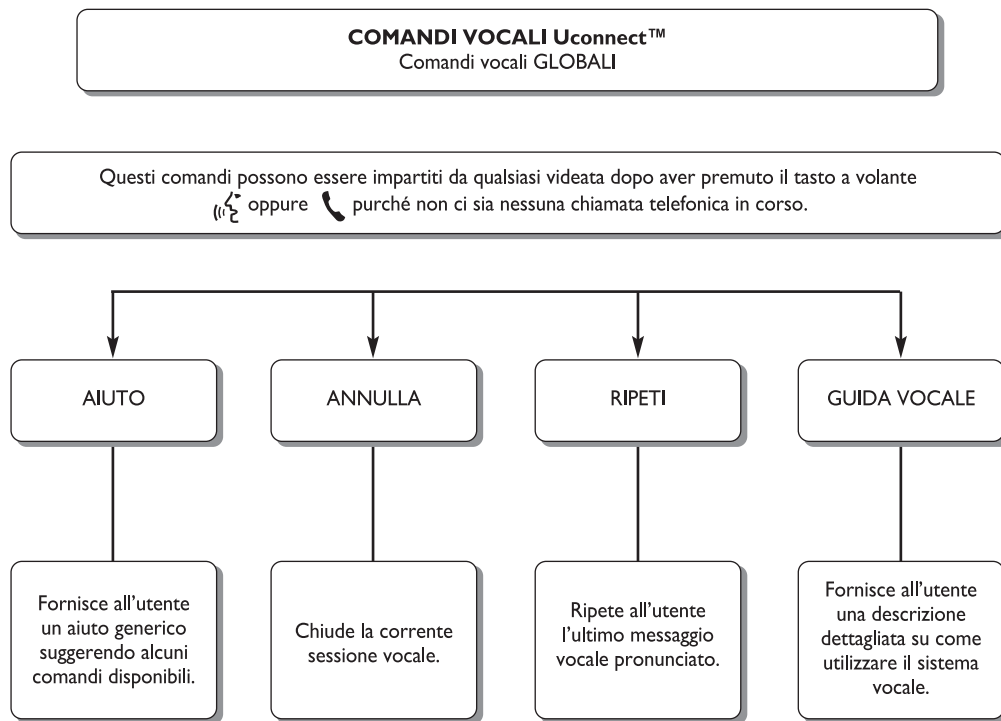 COMANDI VOCALI Uconnect™
Comandi vocali GLOBALI
Questi comandi possono essere impartiti da qualsiasi videata dopo aver premuto il tasto a volante
oppure purché non ci sia nessuna chiamata telefonica in corso.
AIUTO
ANNULLA
RIPETI
GUIDA VOCALE
Fornisce all'utente
un aiuto generico
suggerendo alcuni
comandi disponibili.
Chiude la corrente
sessione vocale.
Ripete all'utente
l'ultimo messaggio
vocale pronunciato.
Fornisce all'utente
una descrizione
dettagliata su come
utilizzare il sistema
vocale.